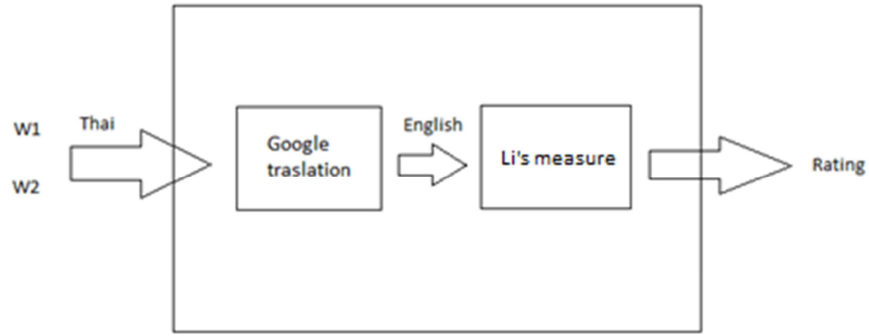 W1
Thai
W2
Google
traslation
English
Li's measure
Rating